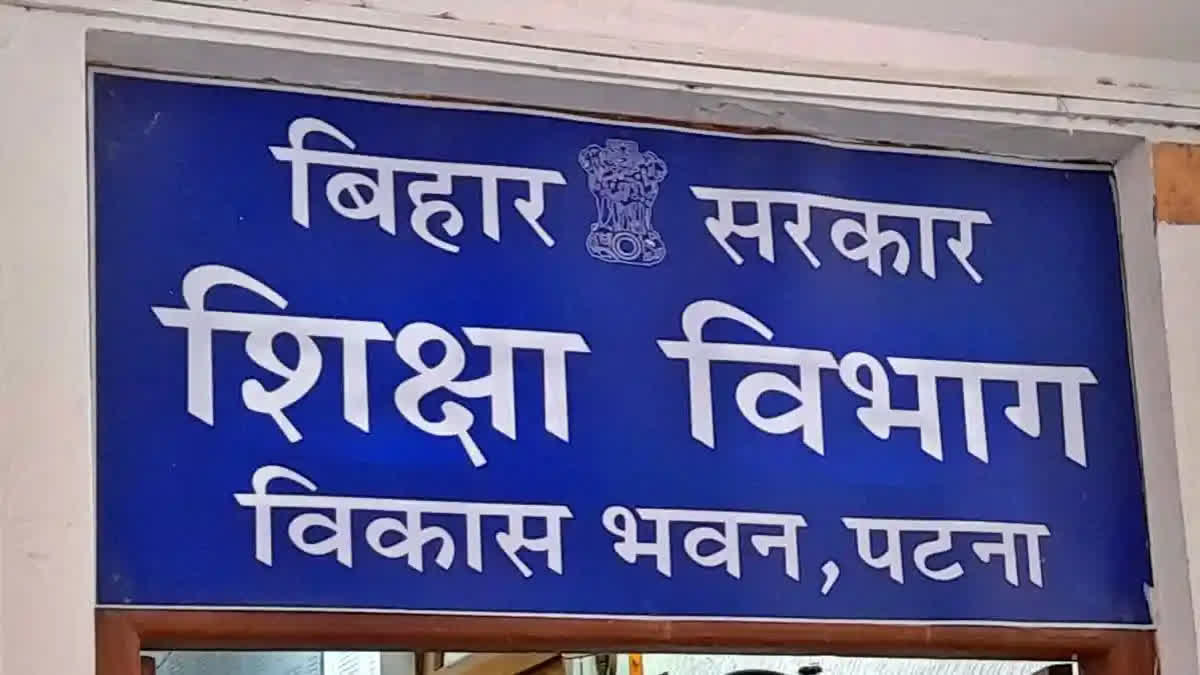 बिहार सरकार
शिक्षा विभाग
विकास भवन, पटना